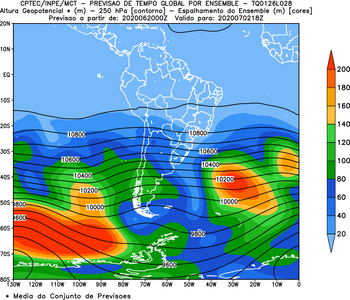 CPTEC/INPE/MCT - PREVISAO DE TEMPO GLOBAL POR ENSEMBLE - TQ0126L028
Altura Geopotencial * (m) - 250 hPa [contorno] - Espalhamento do Ensemble (m) [cores]
Previsao a partir de: 2020062000Z Valido para: 2020070218Z
20N
10N
EQ
10S
20S
30S
40S
50S
60S
70S
80S
10800
10800
10600
10600
10400
10400
10200
10200
10000
10000
9800
9800
9600
9600
200
180
160
140
120
100
80
60
40
20
130W 120W 110W 100W 90W 80W 70W 60W 50W 40W 30W 20W 10W 0
* Media do Conjunto de Previsoes